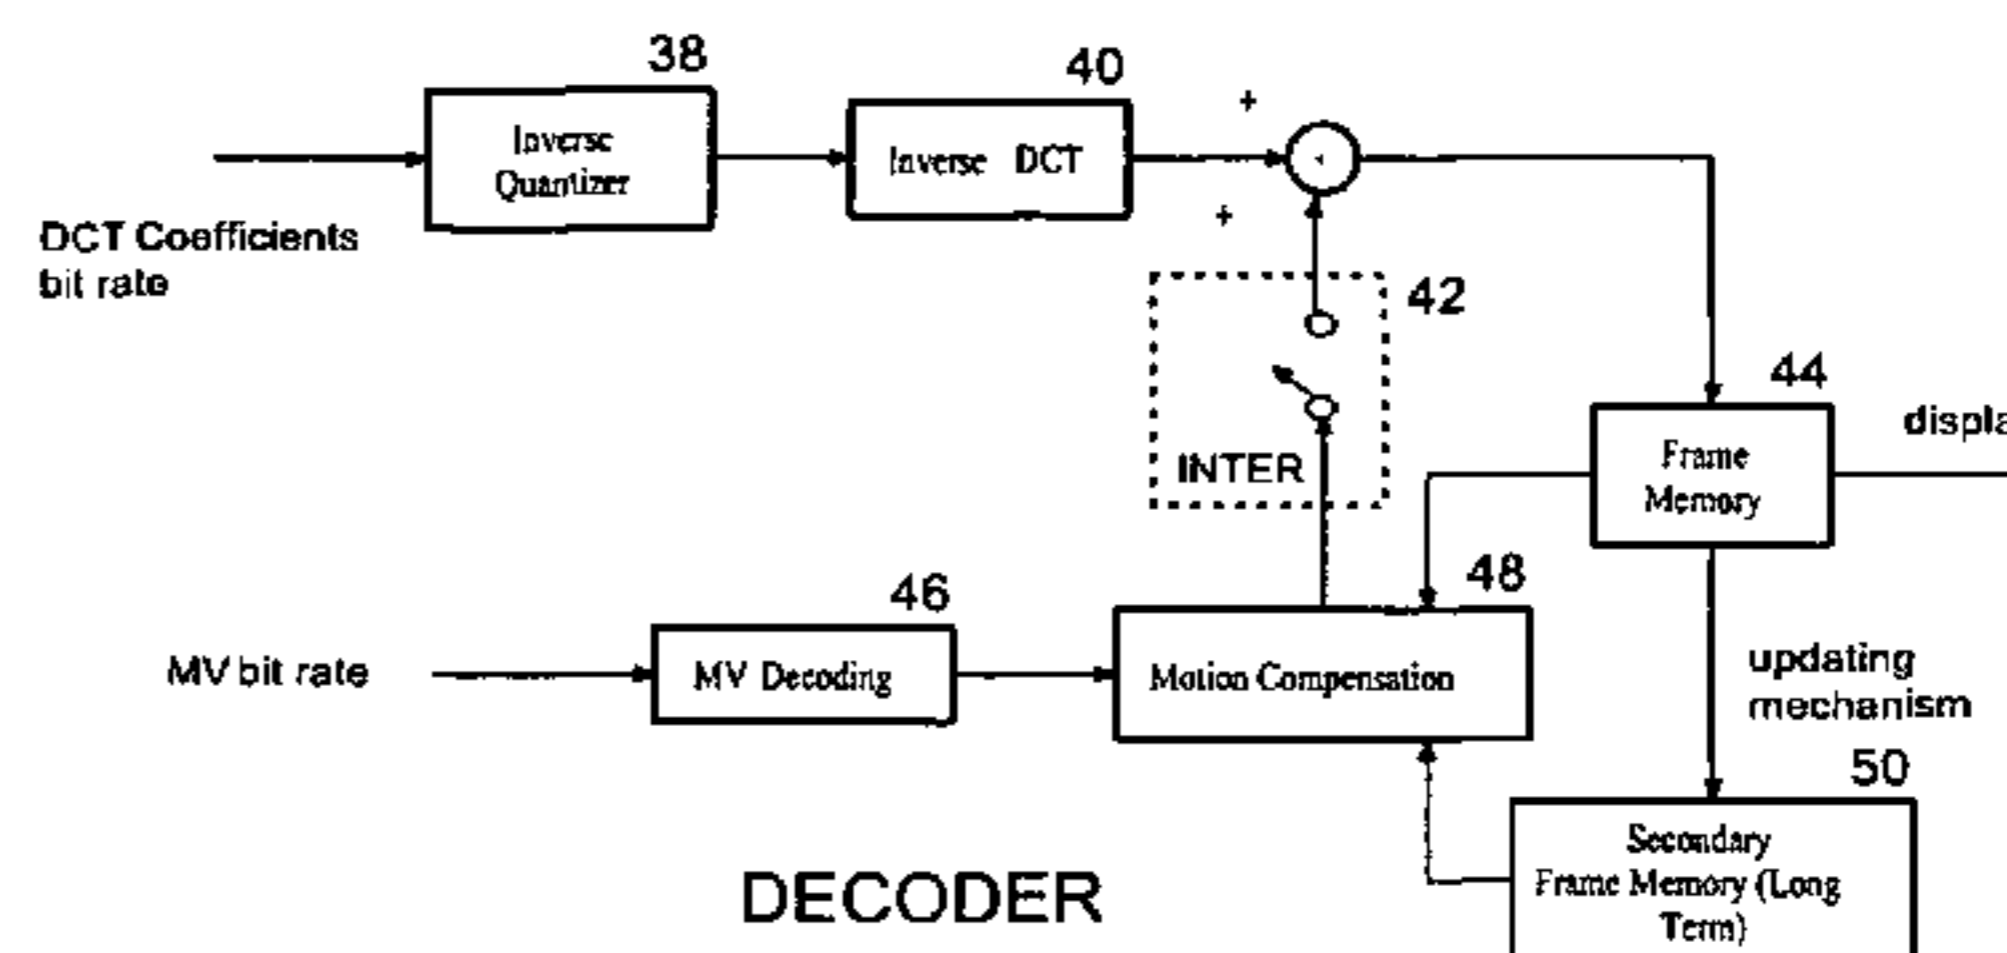 38
40
+
Inverse
Quantizer
Inverse DCT
+
DCT Coefficients
bit rate
42
44
INTER
Frame
Memory
46
48
MV bit rate
MV Decoding
Motion Compensation
updating
mechanism
50
Secondary
Frame Memory (Long
Term)
DECODER